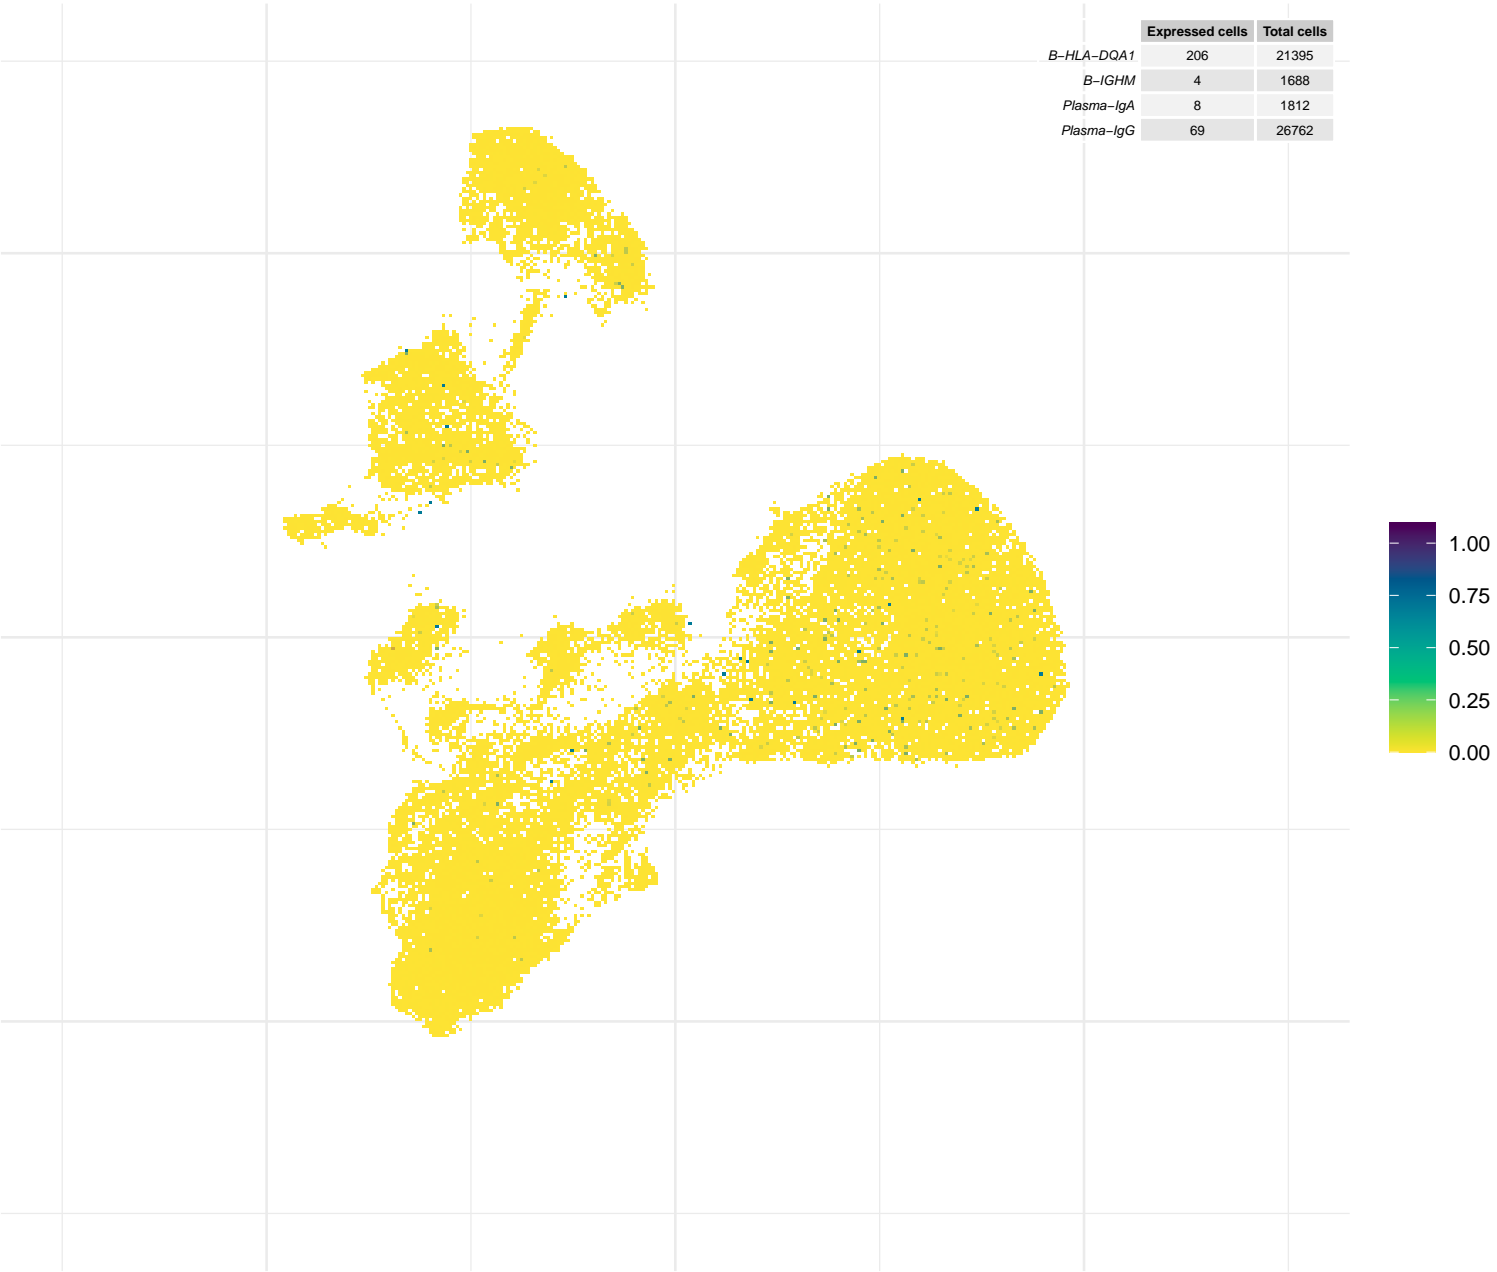 Expressed cells Total cells
B−HLA−DQA1 206 21395
B−IGHM 4 1688
Plasma−IgA 8 1812
Plasma−IgG 69 26762
1.00
0.75
0.50
0.25
0.00